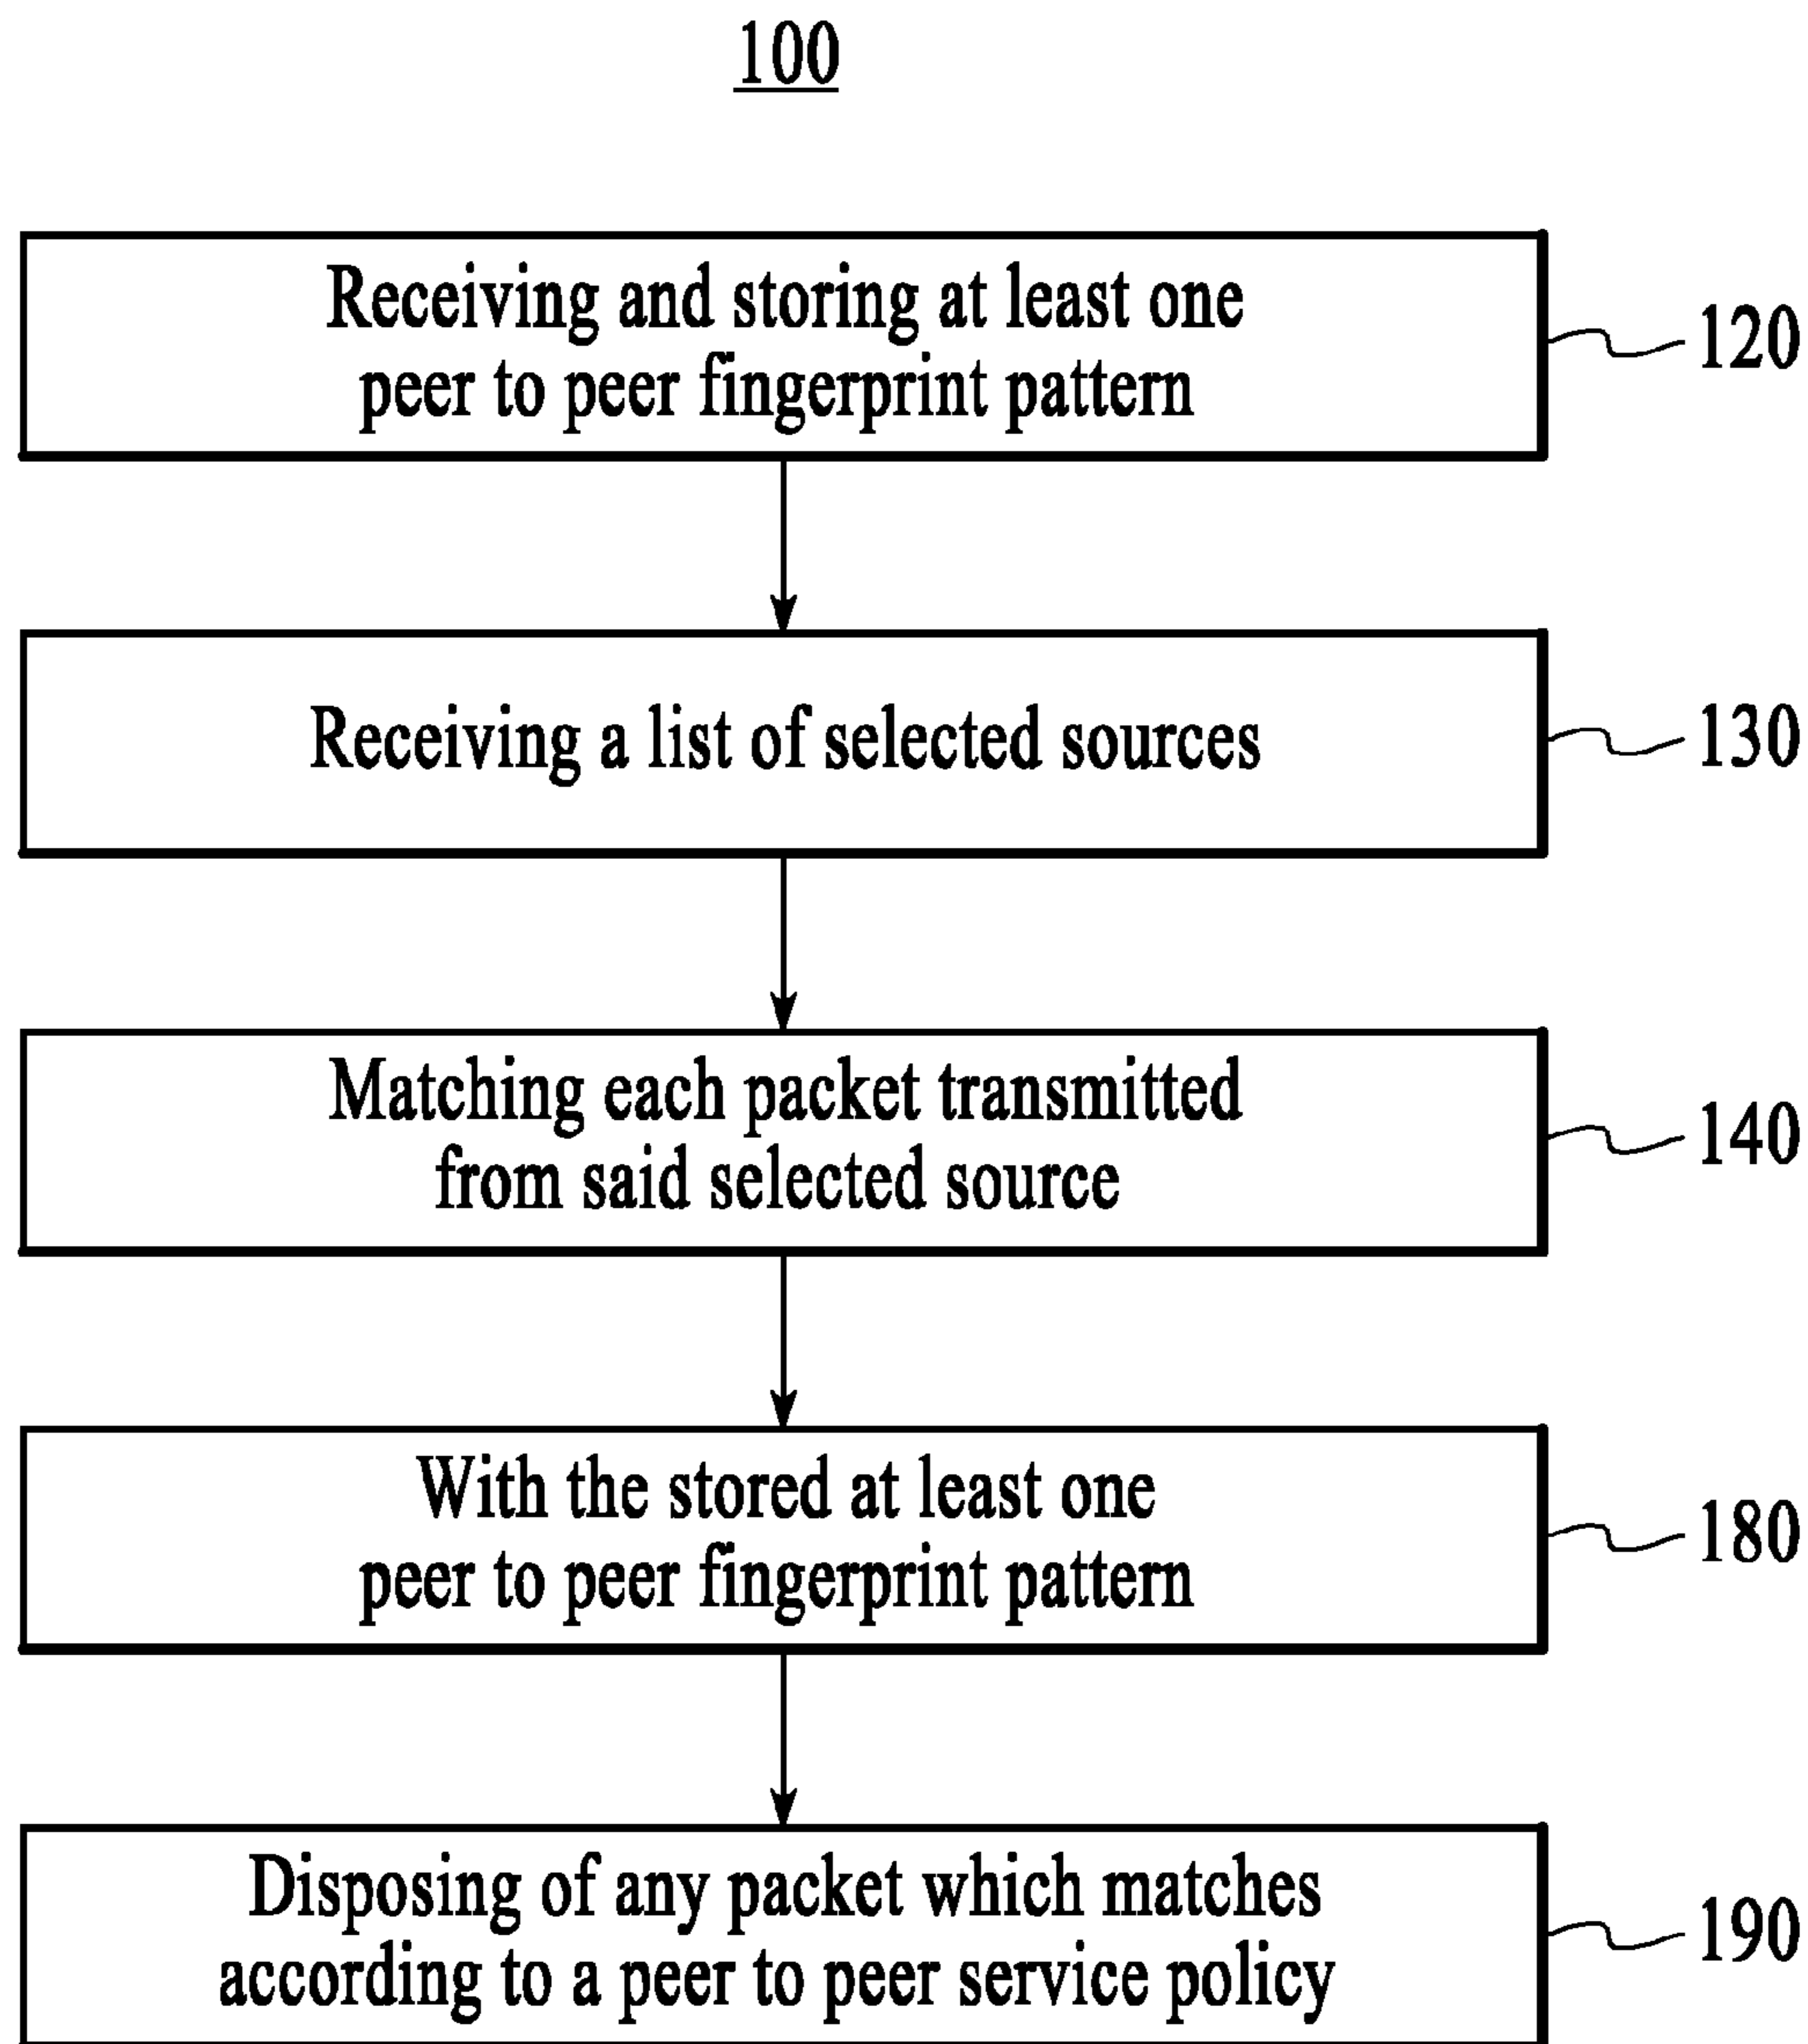 100
Receiving and storing at least one
peer to peer fingerprint pattern
120
Receiving a list of selected sources
130
Matching each packet transmitted
from said selected source
140
With the stored at least one
peer to peer fingerprint pattern
180
Disposing of any packet which matches
according to a peer to peer service policy
190